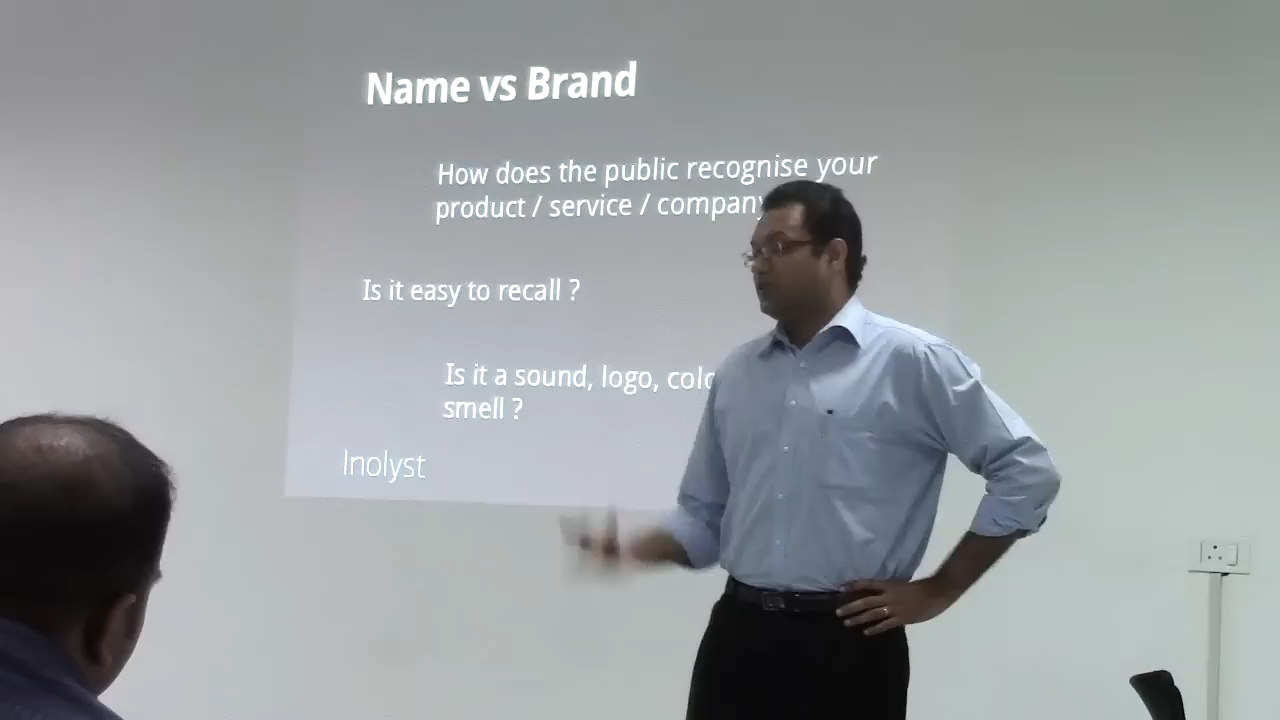 Name vs Brand
How does the public recognise your
product / service / company
Is it easy to recall ?
Is it a sound, logo,
smell ?
Inolyst